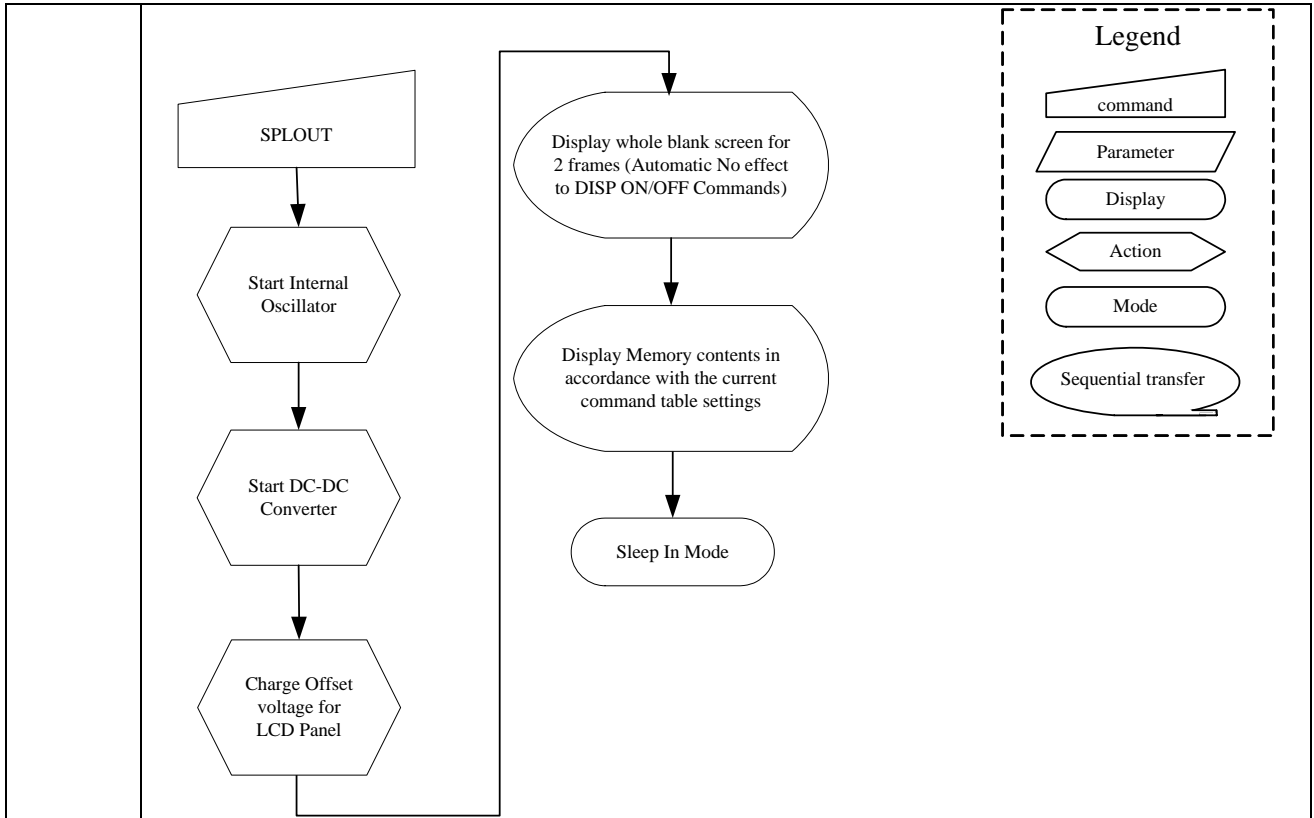 SPLOUT
Start Internal
Oscillator
Start DC-DC
Converter
Charge Offset
voltage for
LCD Panel
Display whole blank screen for
2 frames (Automatic No effect
to DISP ON/OFF Commands)
Display Memory contents in
accordance with the current
command table settings
Sleep In Mode
Legend
command
Parameter
Display
Action
Mode
Sequential transfer